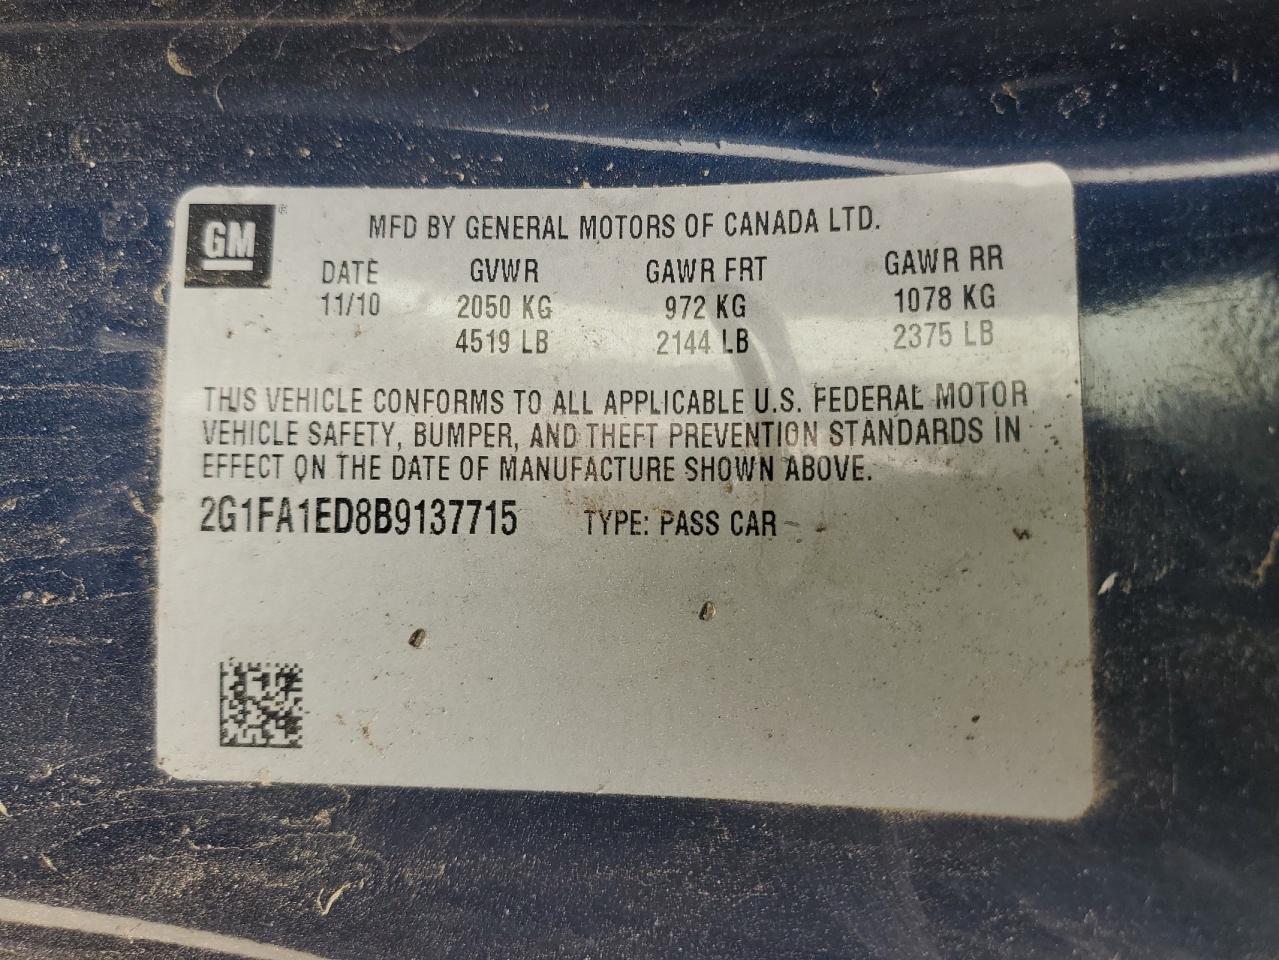 GM ®
MFD BY GENERAL MOTORS OF CANADA LTD.
DATE GVWR GAWR FRT GAWR RR
11/10 2050 KG 972 KG 1078 KG
4519 LB 2144 LB 2375 LB
THIS VEHICLE CONFORMS TO ALL APPLICABLE U.S. FEDERAL MOTOR
VEHICLE SAFETY, BUMPER, AND THEFT PREVENTION STANDARDS IN
EFFECT ON THE DATE OF MANUFACTURE SHOWN ABOVE.
2G1FA1ED8B9137715 TYPE: PASS CAR